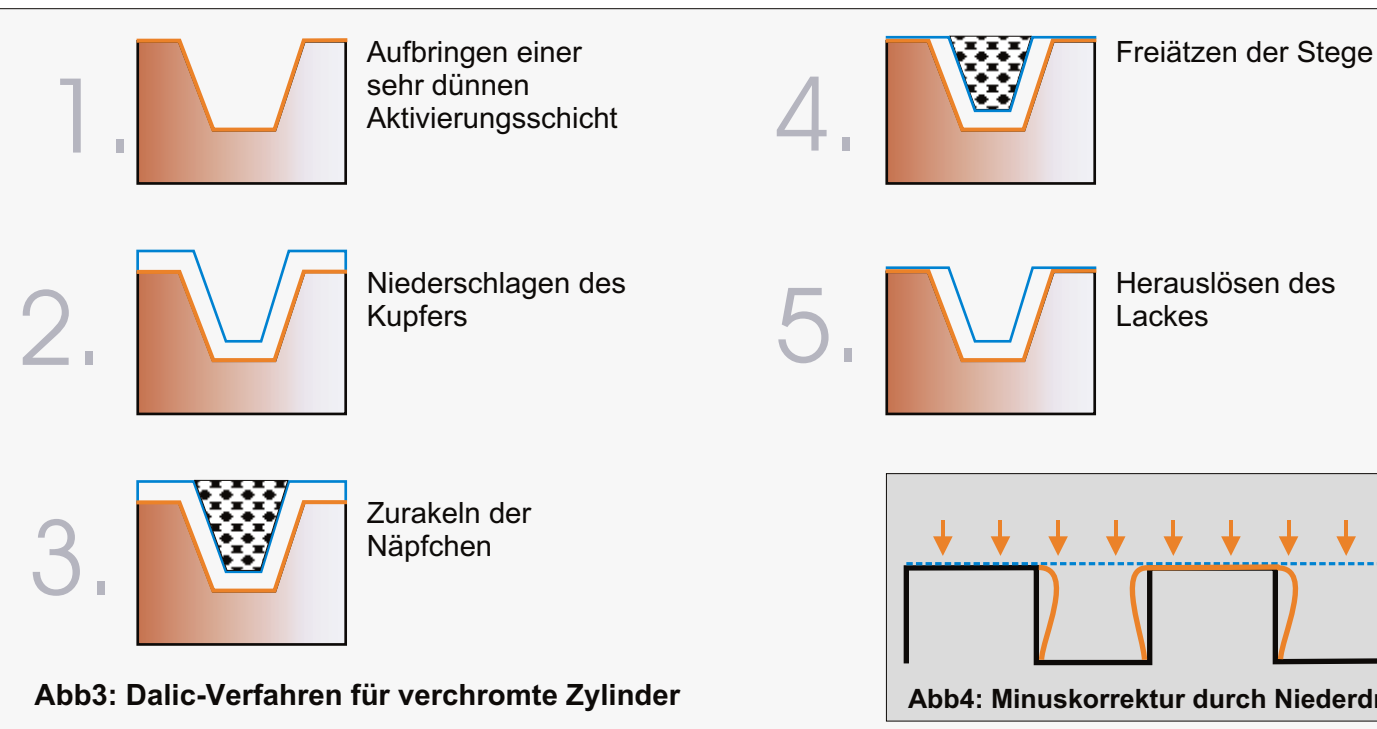 1.
Aufbringen einer
sehr dünnen
Aktivierungsschicht
2.
Niederschlagen des
Kupfers
3.
Zurakeln der
Näpfchen
Abb3: Dalic-Verfahren für verchromte Zylinder
4.
Freiätzen der Stege
5.
Herauslösen des
Lackes
Abb4: Minuskorrektur durch